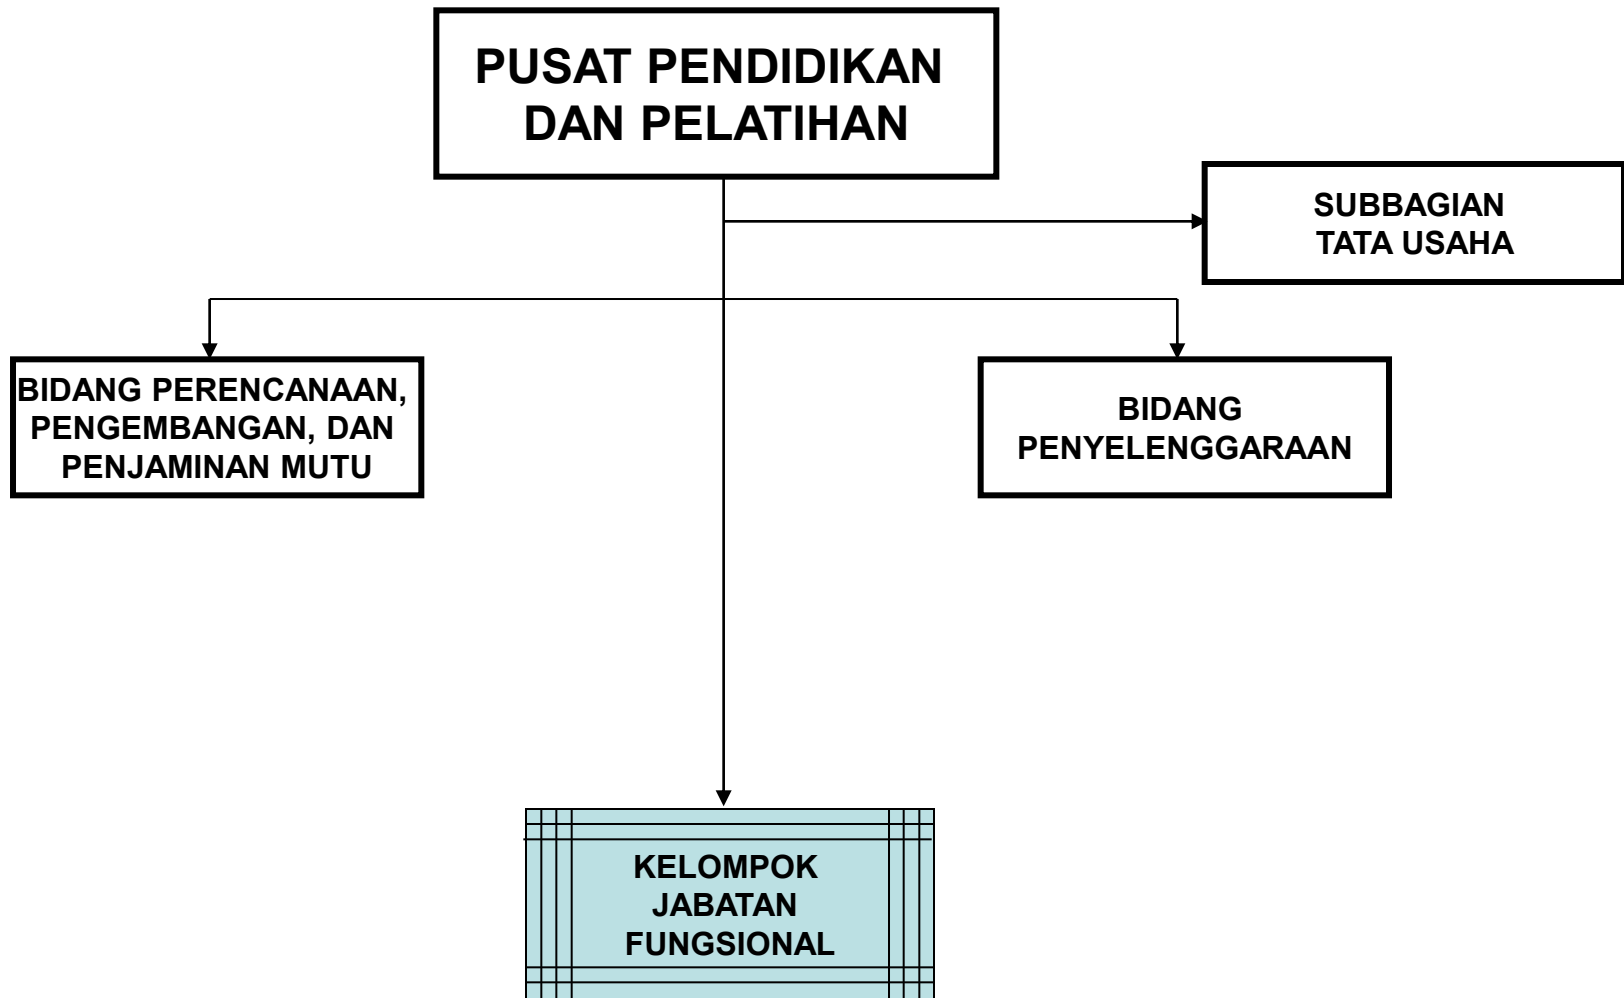 PUSAT PENDIDIKAN
DAN PELATIHAN
SUBBAGIAN
TATA USAHA
BIDANG PERENCANAAN,
PENGEMBANGAN, DAN
PENJAMINAN MUTU
BIDANG
PENYELENGGARAAN
KELOMPOK
JABATAN
FUNGSIONAL